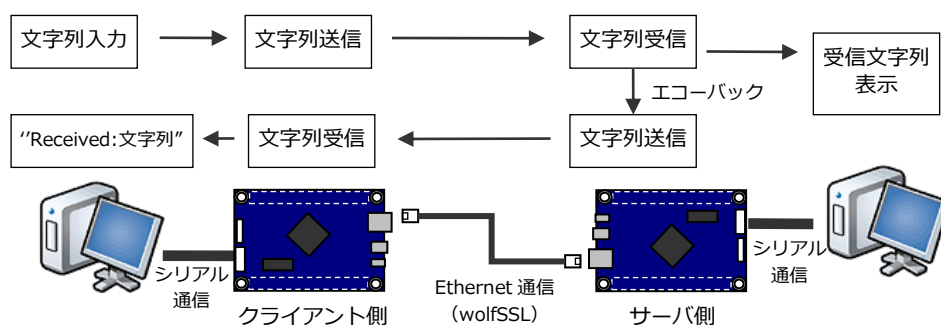 文字列入力
文字列送信
文字列受信
受信文字列
表示
エコーバック
‘’Received:文字列”
文字列受信
文字列送信
シリアル
通信
Ethernet 通信
（wolfSSL）
シリアル
通信
クライアント側
サーバ側